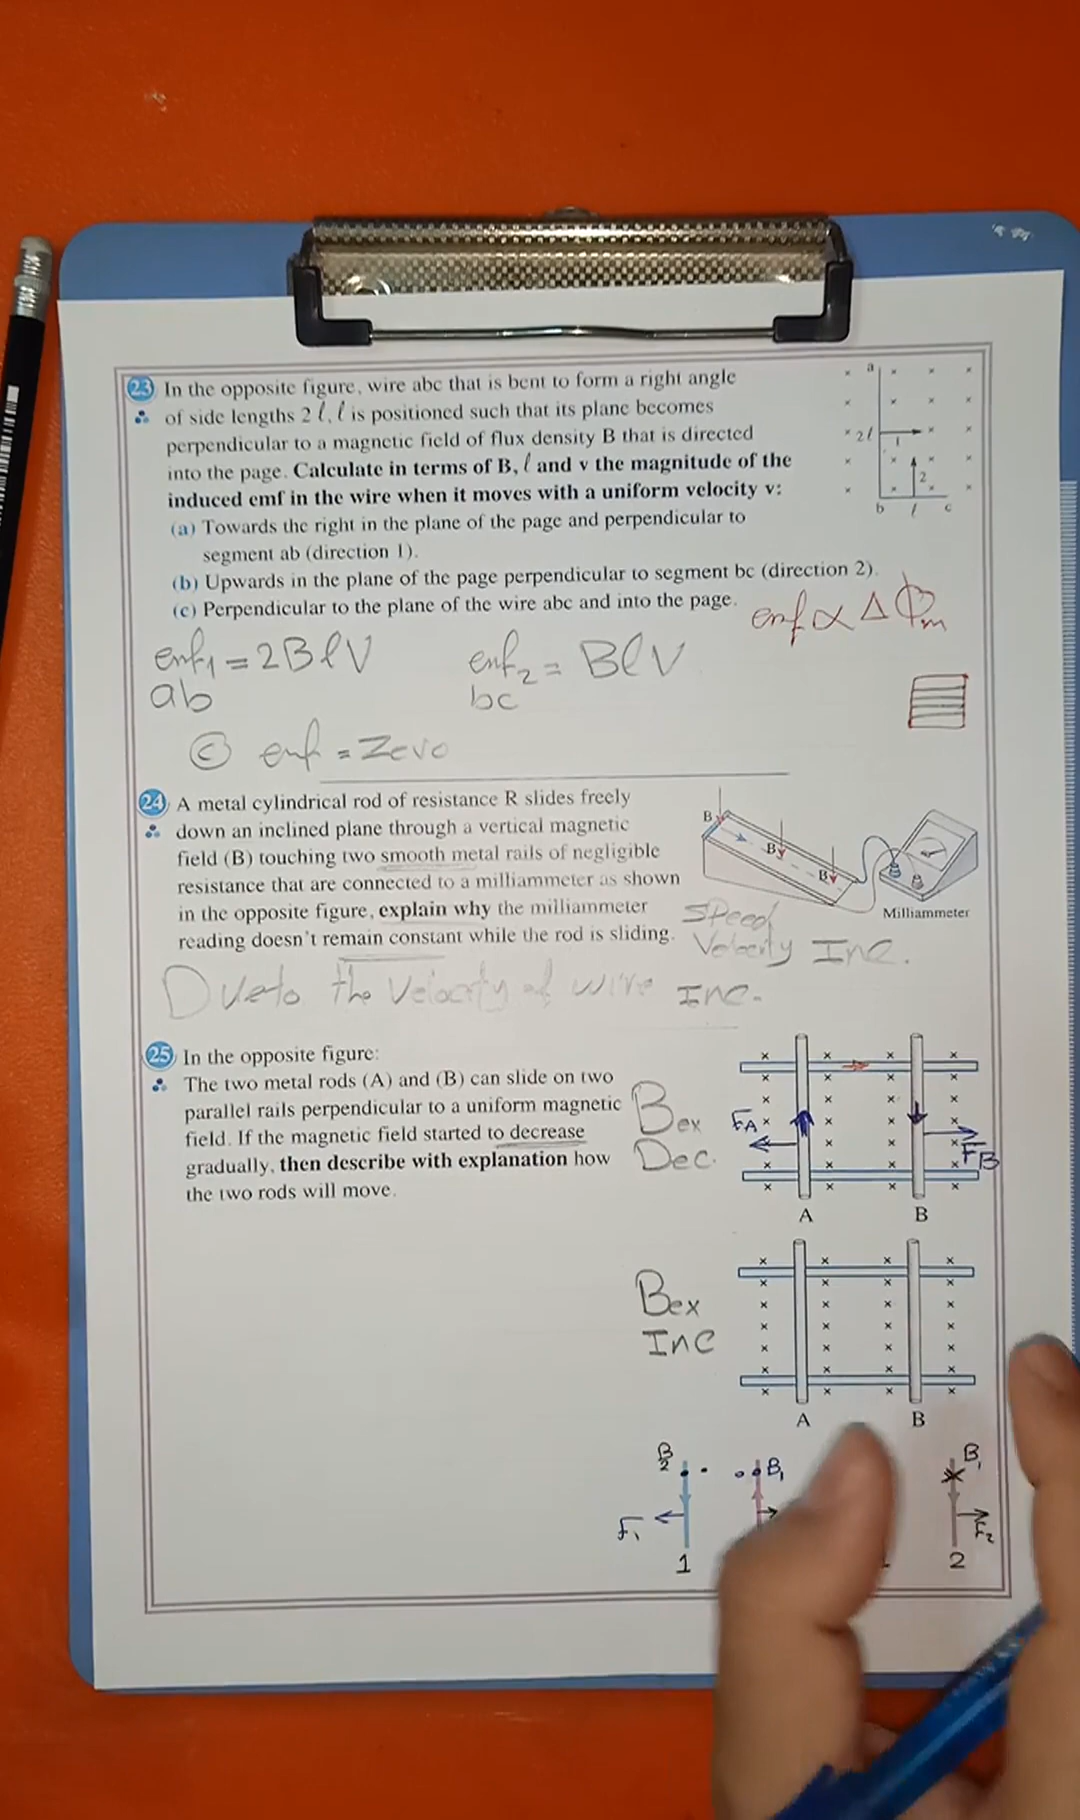 23 In the opposite figure, wire abc that is bent to form a right angle
of side lengths 2 ℓ, ℓ is positioned such that its plane becomes
perpendicular to a magnetic field of flux density B that is directed
into the page. Calculate in terms of B, ℓ and v the magnitude of the
induced emf in the wire when it moves with a uniform velocity v:
(a) Towards the right in the plane of the page and perpendicular to
segment ab (direction 1).
(b) Upwards in the plane of the page perpendicular to segment bc (direction 2).
(c) Perpendicular to the plane of the wire abc and into the page.
a
2ℓ
1
2
b ℓ c
emf ∝ Δ Φm
emf1 = 2BℓV
ab
emf2 = BℓV
bc
c emf = Zero
24 A metal cylindrical rod of resistance R slides freely
down an inclined plane through a vertical magnetic
field (B) touching two smooth metal rails of negligible
resistance that are connected to a milliammeter as shown
in the opposite figure, explain why the milliammeter
reading doesn't remain constant while the rod is sliding.
B
B
B
Milliammeter
Speed
Velocity Inc.
Due to the Velocity of wire Inc.
25 In the opposite figure:
The two metal rods (A) and (B) can slide on two
parallel rails perpendicular to a uniform magnetic
field. If the magnetic field started to decrease
gradually, then describe with explanation how
the two rods will move.
Bex
Dec.
FA
FB
A B
Bex
Inc
A B
B2 B1 B1
F1
1 2